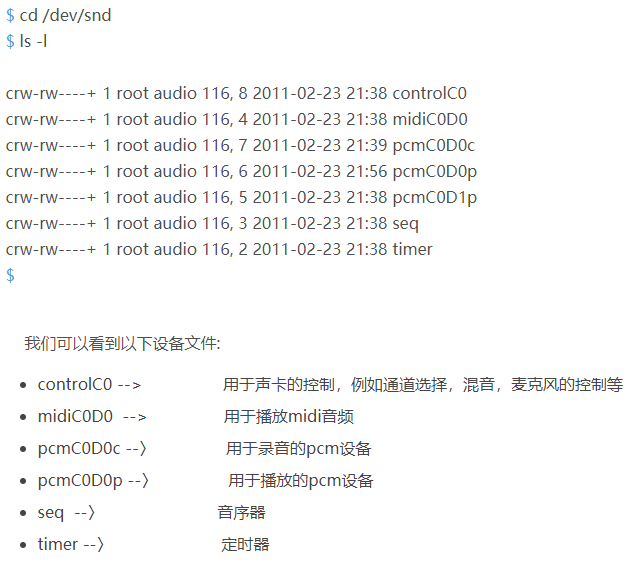 $ cd /dev/snd
$ ls -l
crw-rw----+ 1 root audio 116, 8 2011-02-23 21:38 controlC0
crw-rw----+ 1 root audio 116, 4 2011-02-23 21:38 midiC0D0
crw-rw----+ 1 root audio 116, 7 2011-02-23 21:39 pcmC0D0c
crw-rw----+ 1 root audio 116, 6 2011-02-23 21:56 pcmC0D0p
crw-rw----+ 1 root audio 116, 5 2011-02-23 21:38 pcmC0D1p
crw-rw----+ 1 root audio 116, 3 2011-02-23 21:38 seq
crw-rw----+ 1 root audio 116, 2 2011-02-23 21:38 timer
$
我们可以看到以下设备文件:
• controlC0 --> 用于声卡的控制，例如通道选择，混音，麦克风的控制等
• midiC0D0 --> 用于播放midi音频
• pcmC0D0c --〉 用于录音的pcm设备
• pcmC0D0p --〉 用于播放的pcm设备
• seq --〉 音序器
• timer --〉 定时器